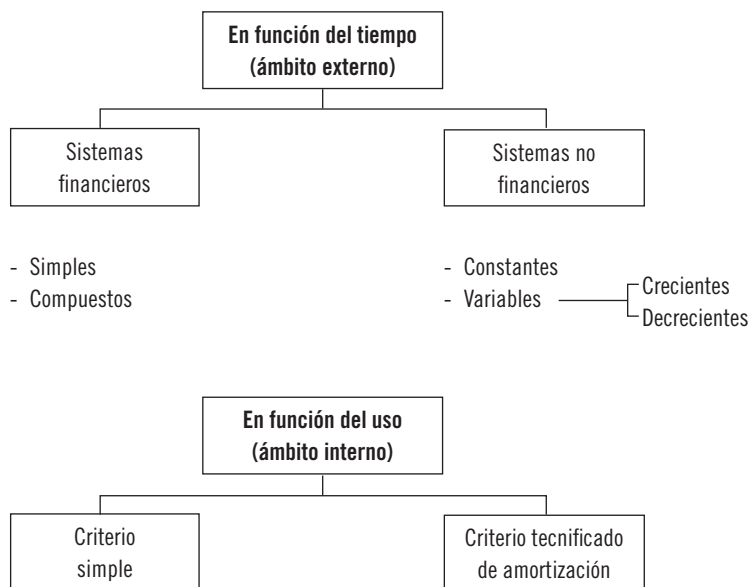 En función del tiempo
(ámbito externo)
Sistemas
financieros
Sistemas no
financieros
- Simples
- Compuestos
- Constantes
- Variables
Crecientes
Decrecientes
En función del uso
(ámbito interno)
Criterio
simple
Criterio tecnificado
de amortización